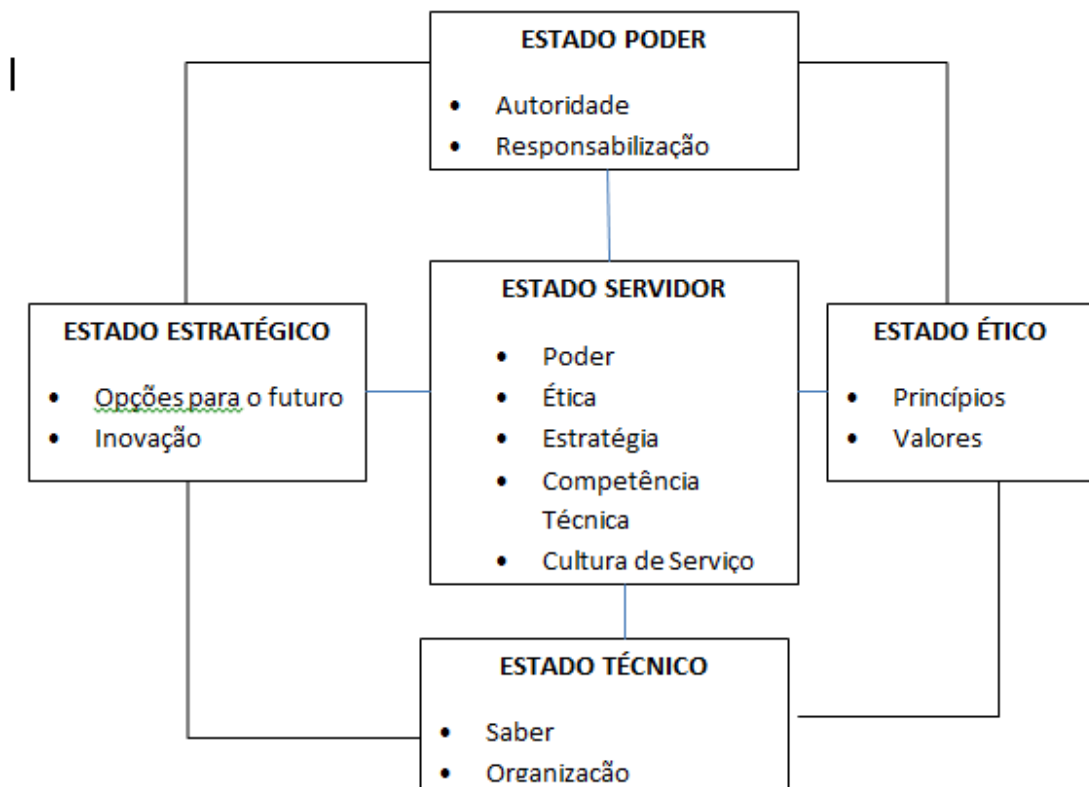 ESTADO PODER
• Autoridade
• Responsabilização
ESTADO SERVIDOR
• Poder
• Ética
• Estratégia
• Competência
Técnica
• Cultura de Serviço
ESTADO ESTRATÉGICO
• Opções para o futuro
• Inovação
ESTADO ÉTICO
• Princípios
• Valores
ESTADO TÉCNICO
• Saber
• Organização